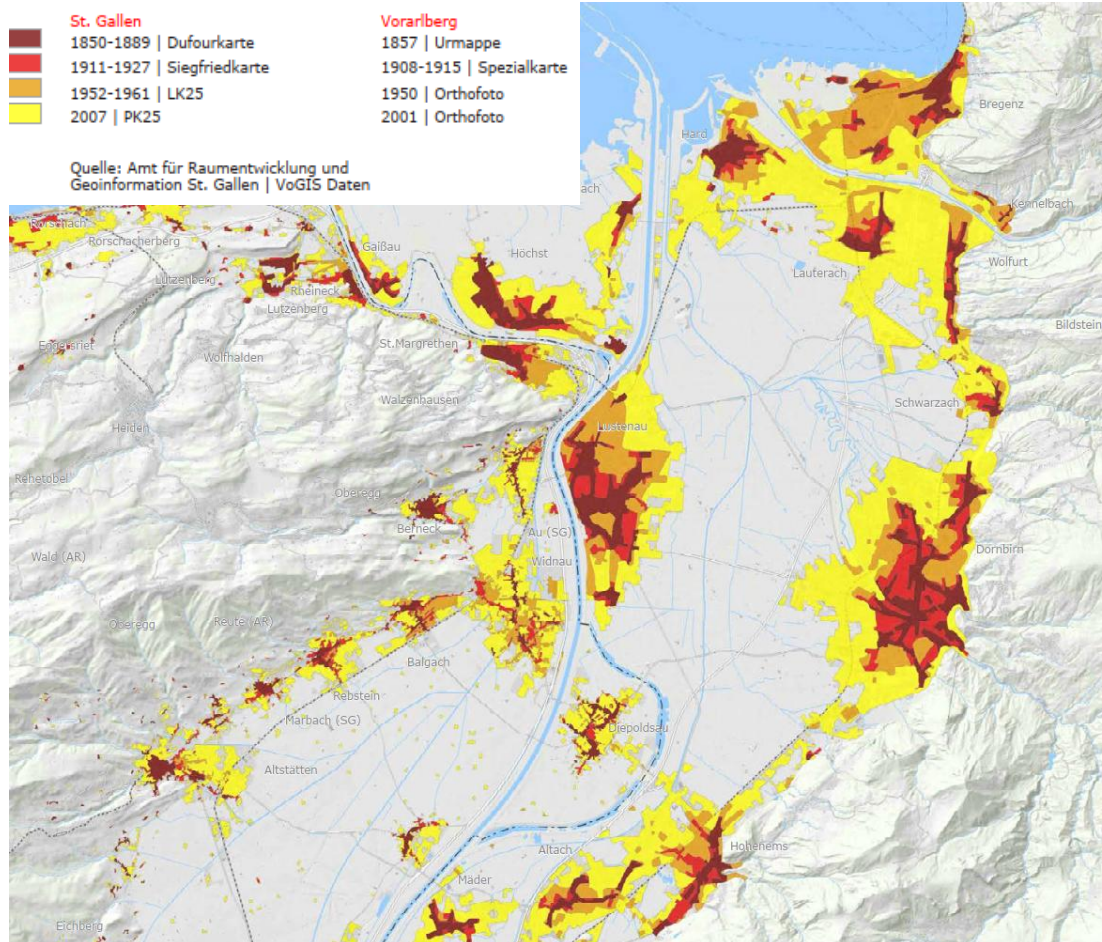 St. Gallen
Vorarlberg
1850-1889 | Dufourkarte
1857 | Urmappe
1911-1927 | Siegfriedkarte
1908-1915 | Spezialkarte
1952-1961 | LK25
1950 | Orthofoto
2007 | PK25
2001 | Orthofoto
Quelle: Amt für Raumentwicklung und
Geoinformation St. Gallen | VoGIS Daten
Bregenz
Hard
ach
Kennelbach
Rorschach
Rorschacherberg
Gaißau
Höchst
Wolfurt
Lauterach
Lutzenberg
Rheineck
Lutzenberg
Bildstein
Eggersriet
Wolfhalden
St.Margrethen
Walzenhausen
Schwarzach
Heiden
Lustenau
Rehetobel
Oberegg
Berneck
Au (SG)
Dornbirn
Wald (AR)
Widnau
Oberegg
Reute (AR)
Balgach
Rebstein
Marbach (SG)
Diepoldsau
Altstätten
Altach
Hohenems
Mäder
Eichberg